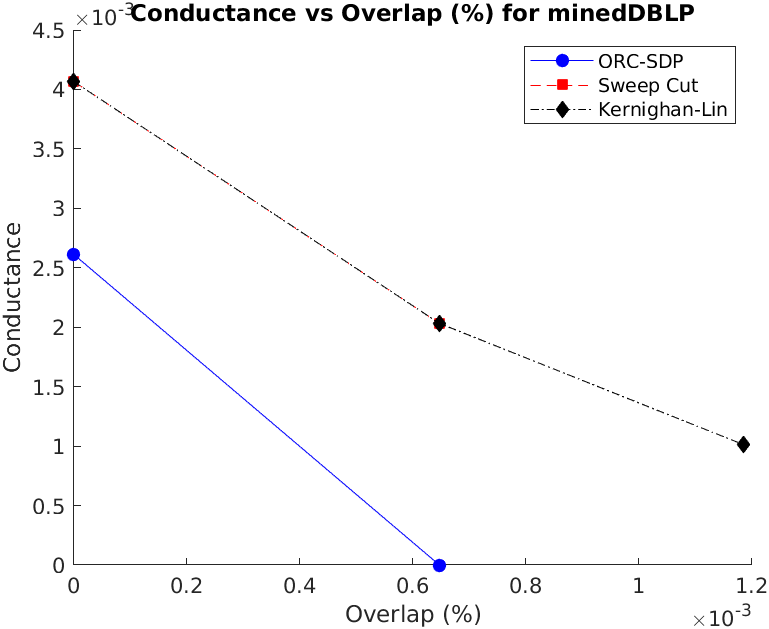 Conductance vs Overlap (%) for minedDBLP
×10⁻³
4.5
4
3.5
3
2.5
2
1.5
1
0.5
0
Conductance
ORC-SDP
Sweep Cut
Kernighan-Lin
0 0.2 0.4 0.6 0.8 1 1.2
Overlap (%)
×10⁻³